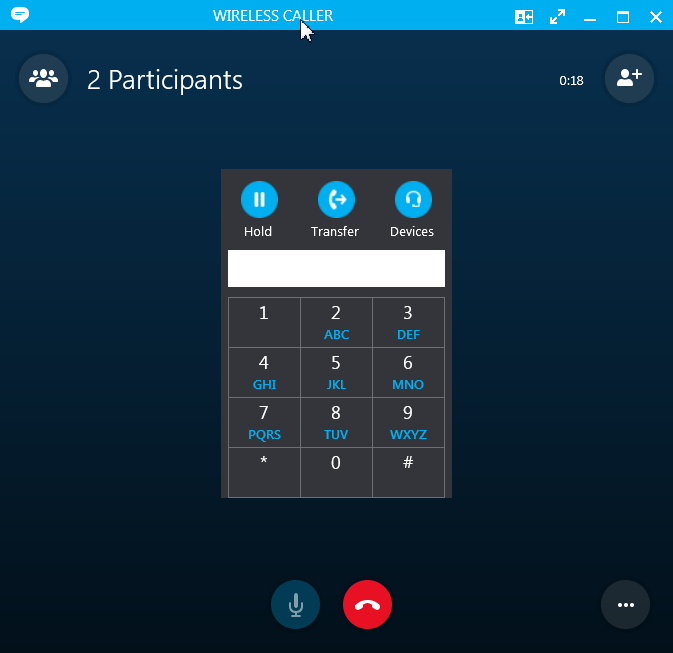 WIRELESS CALLER
2 Participants
0:18
Hold Transfer Devices
1 2 3
ABC DEF
4 5 6
GHI JKL MNO
7 8 9
PQRS TUV WXYZ
* 0 #